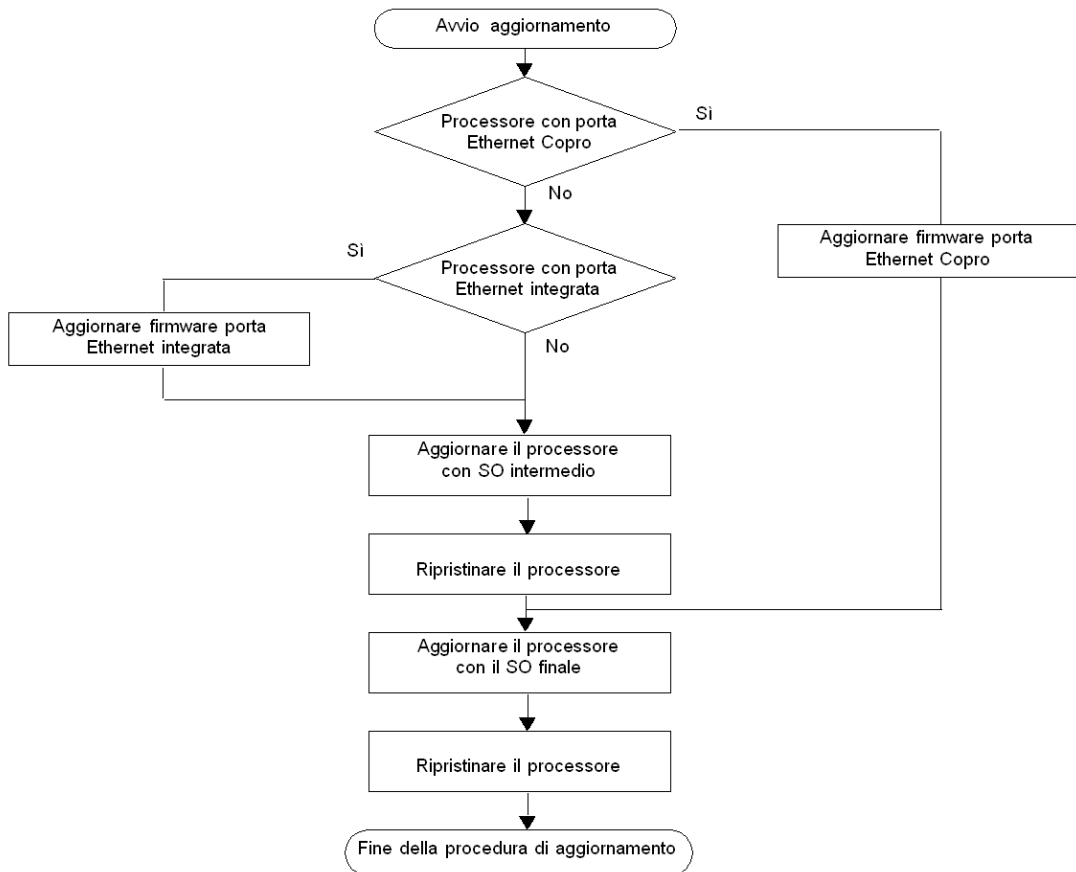 Avvio aggiornamento
Processore con porta
Ethernet Copro
Sì
No
Aggiornare firmware porta
Ethernet Copro
Sì
Processore con porta
Ethernet integrata
Aggiornare firmware porta
Ethernet integrata
No
Aggiornare il processore
con SO intermedio
Ripristinare il processore
Aggiornare il processore
con il SO finale
Ripristinare il processore
Fine della procedura di aggiornamento